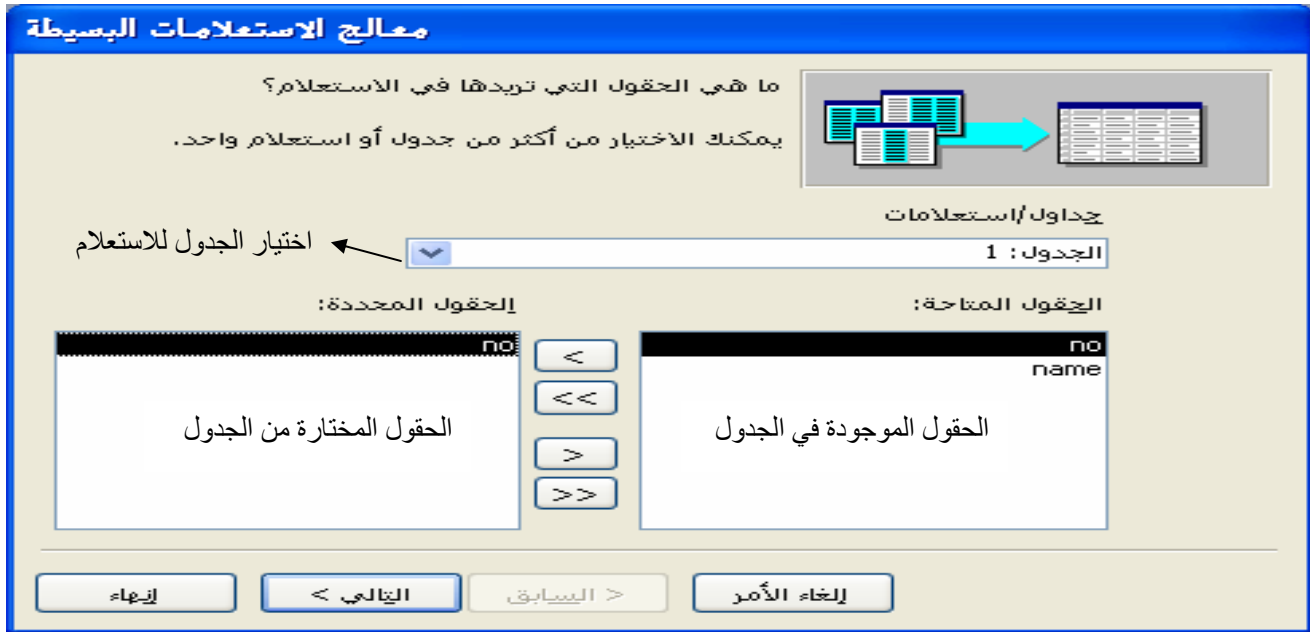 معالج الاستعلامات البسيطة
ما هي الحقول التي تريدها في الاستعلام؟
يمكنك الاختيار من أكثر من جدول أو استعلام واحد.
جداول/استعلامات
الجدول: 1
اختيار الجدول للاستعلام
الحقول المتاحة:
الحقول المحددة:
no
name
no
الحقول الموجودة في الجدول
الحقول المختارة من الجدول
<
<<
>
>>
إلغاء الأمر
< السابق
التالي >
إنهاء